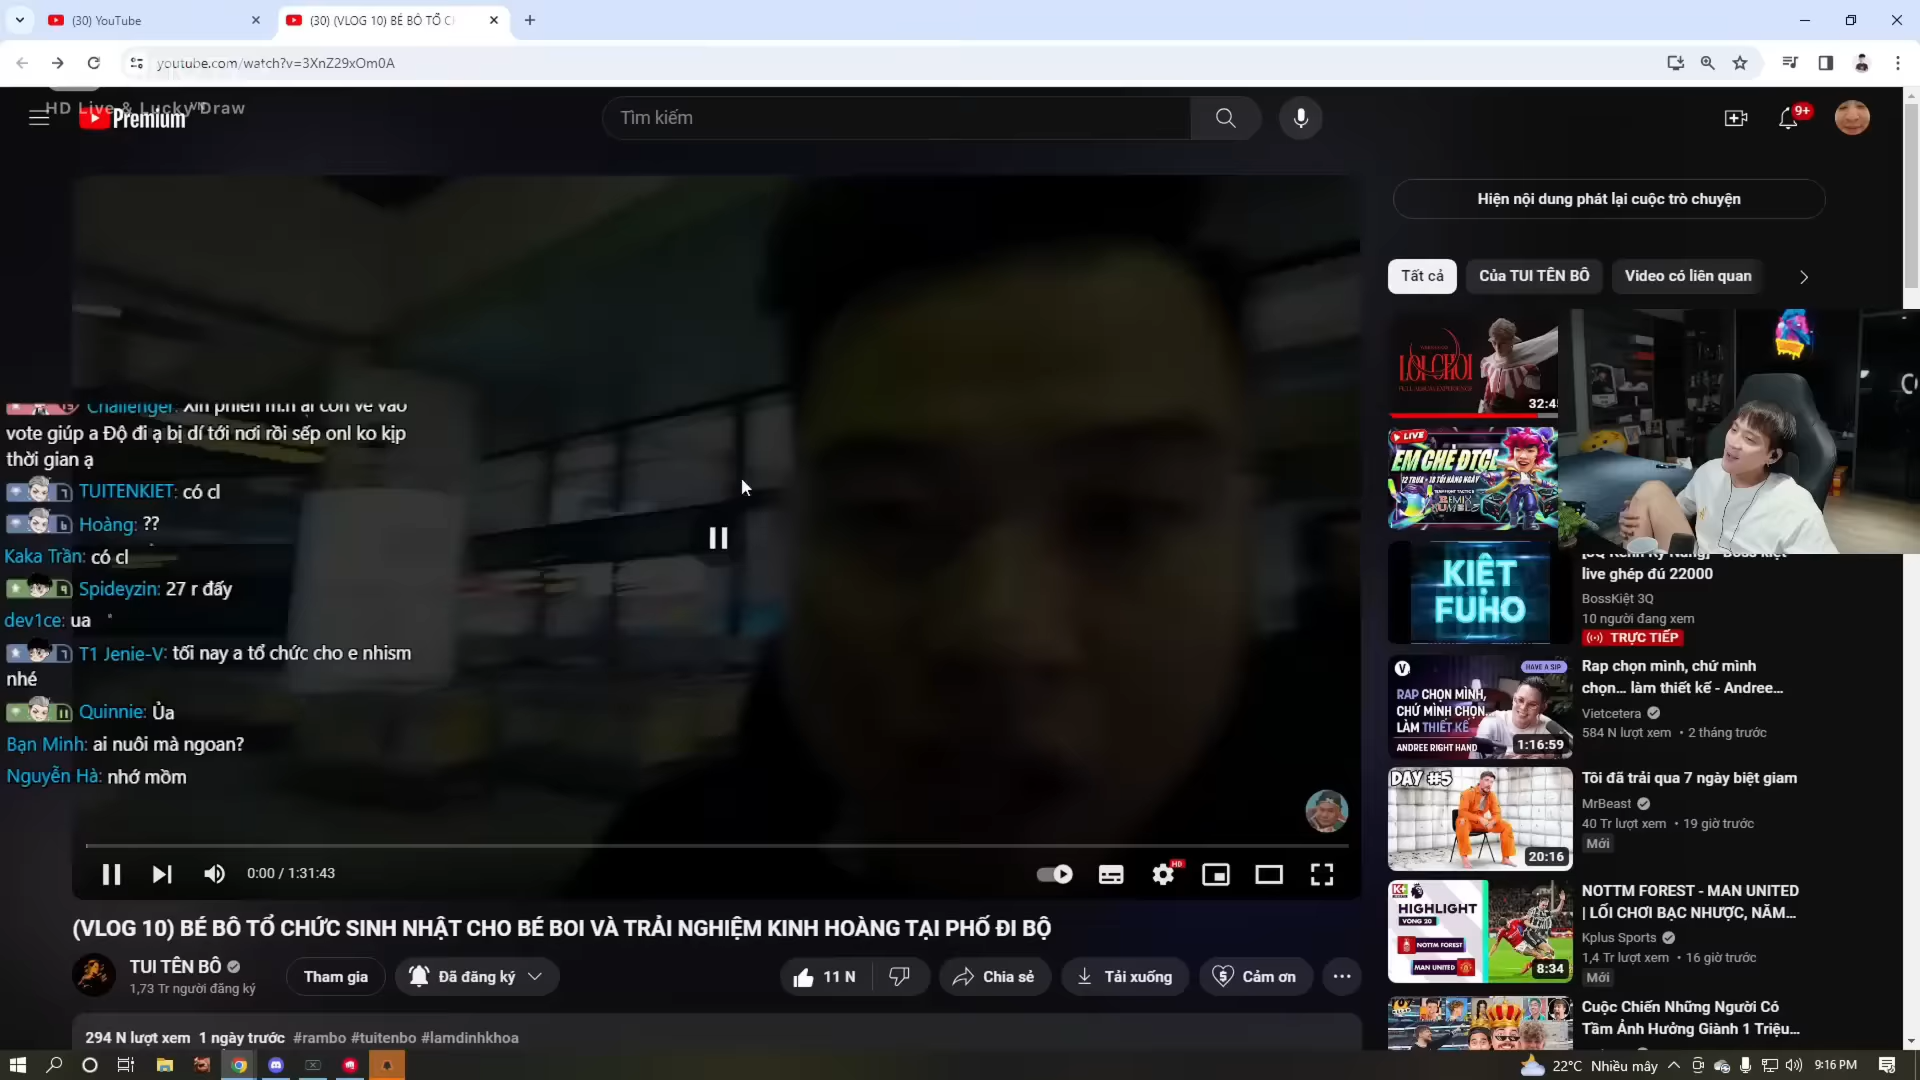 (30) YouTube
(30) (VLOG 10) BÉ BÔ TỔ CH
youtube.com/watch?v=3XnZ29xOm0A
HD Live & Lucky Draw
Premium VN
Tìm kiếm
9+
Hiện nội dung phát lại cuộc trò chuyện
Tất cả
Của TUI TÊN BÔ
Video có liên quan
Challenger: Xin phiền m.n ai còn vé vào
vote giúp a Độ đi ạ bị dí tới nơi rồi sếp onl ko kịp
thời gian ạ
TUITENKIET: có cl
Hoàng: ??
Kaka Trần: có cl
Spideyzin: 27 r đấy
dev1ce: ua
T1 Jenie-V: tối nay a tổ chức cho e nhism
nhé
Quinnie: Ủa
Bạn Minh: ai nuôi mà ngoan?
Nguyễn Hà: nhớ mồm
0:00 / 1:31:43
HD
(VLOG 10) BÉ BÔ TỔ CHỨC SINH NHẬT CHO BÉ BOI VÀ TRẢI NGHIỆM KINH HOÀNG TẠI PHỐ ĐI BỘ
TUI TÊN BÔ
1,73 Tr người đăng ký
Tham gia
Đã đăng ký
11 N
Chia sẻ
Tải xuống
Cảm ơn
294 N lượt xem 1 ngày trước #rambo #tuitenbo #lamdinhkhoa
LỐI CHƠI
32:45
LIVE
EM CHÊ ĐTCL
12 TRƯA + 18 TỐI HÀNG NGÀY
REMIX RUMBLE
KIỆT
FUHO
live ghép đú 22000
BossKiệt 3Q
10 người đang xem
TRỰC TIẾP
HAVE A SIP
RAP CHỌN MÌNH,
CHỨ MÌNH CHỌN...
LÀM THIẾT KẾ
ANDREE RIGHT HAND
1:16:59
Rap chọn mình, chứ mình
chọn... làm thiết kế - Andree...
Vietcetera
584 N lượt xem • 2 tháng trước
DAY #5
20:16
Tôi đã trải qua 7 ngày biệt giam
MrBeast
40 Tr lượt xem • 19 giờ trước
Mới
K+
HIGHLIGHT
VÒNG 20
NOTTM FOREST
MAN UNITED
8:34
NOTTM FOREST - MAN UNITED
| LỐI CHƠI BẠC NHƯỢC, NĂM...
Kplus Sports
1,4 Tr lượt xem • 16 giờ trước
Mới
Cuộc Chiến Những Người Có
Tầm Ảnh Hưởng Giành 1 Triệu...
22°C Nhiều mây
9:16 PM